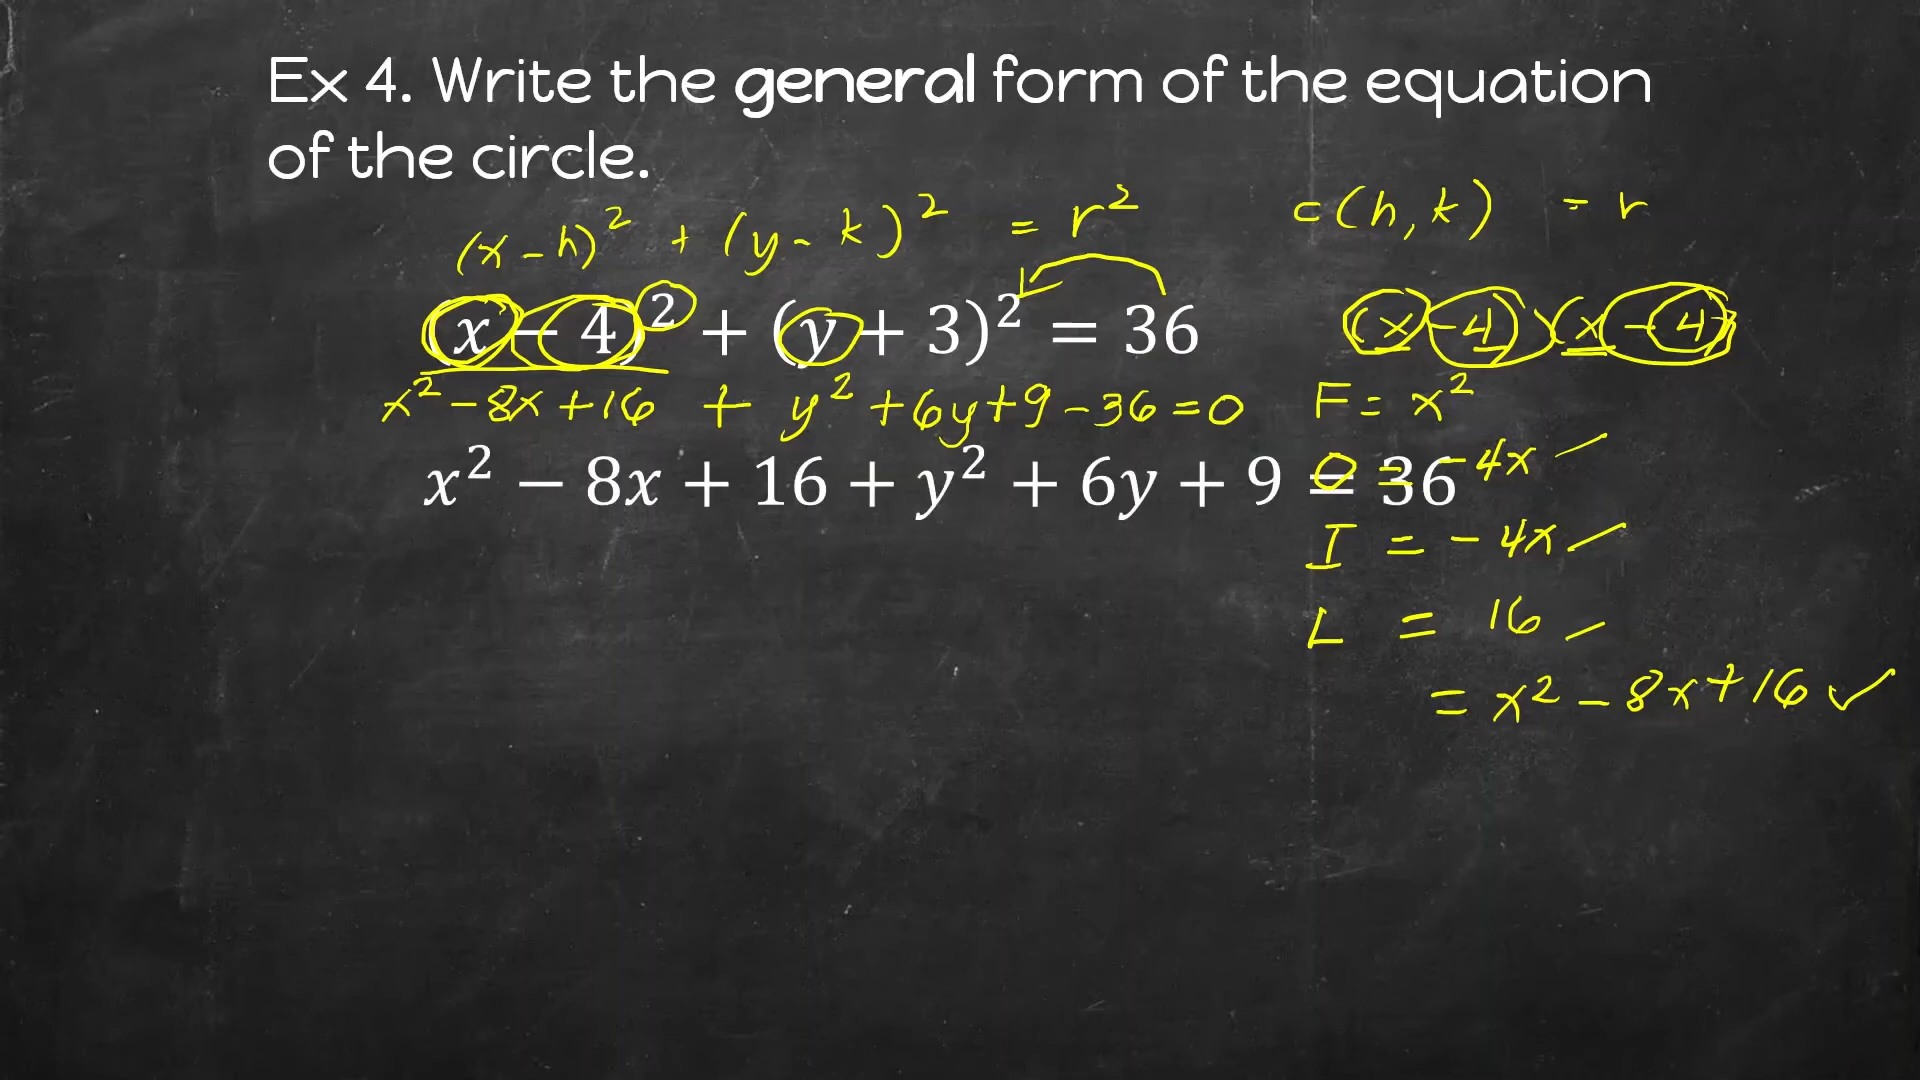 Ex 4. Write the general form of the equation
of the circle.
(x - h)² + (y - k)² = r²
c(h, k) = r
(x − 4)² + (y + 3)² = 36
(x - 4)(x - 4)
x² - 8x + 16 + y² + 6y + 9 - 36 = 0
F = x²
x² − 8x + 16 + y² + 6y + 9 = 36
O = -4x
I = -4x
L = 16
= x² - 8x + 16 ✓